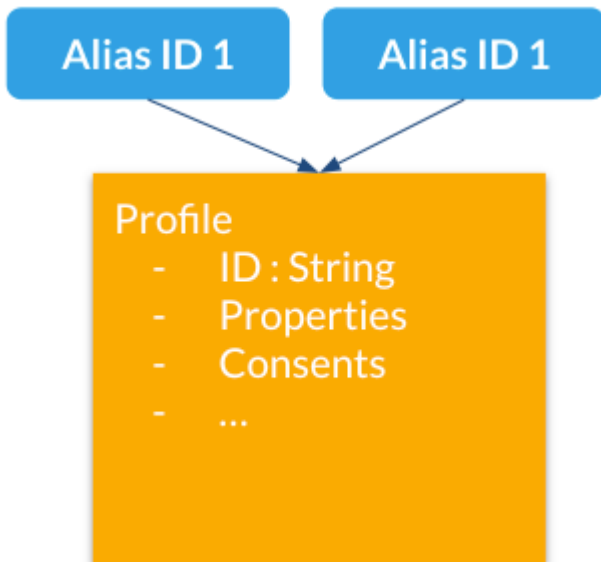 Alias ID 1
Alias ID 1
Profile
- ID : String
- Properties
- Consents
- ...